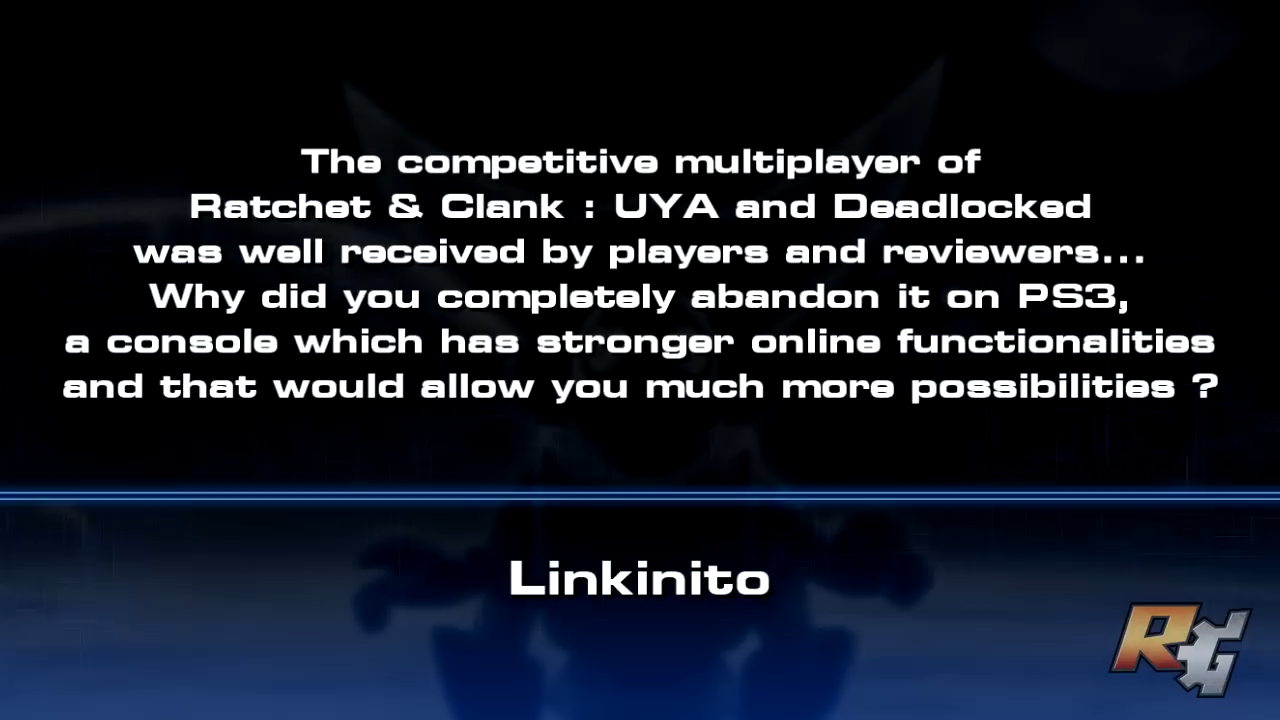 The competitive multiplayer of
Ratchet & Clank : UYA and Deadlocked
was well received by players and reviewers...
Why did you completely abandon it on PS3,
a console which has stronger online functionalities
and that would allow you much more possibilities ?
Linkinito
RG